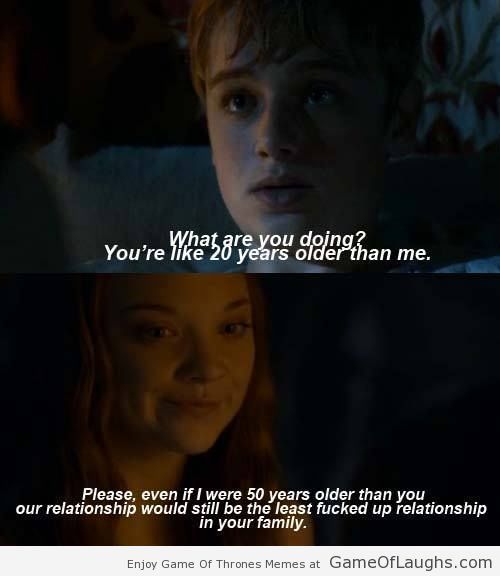 What are you doing?
You're like 20 years older than me.
Please, even if I were 50 years older than you
our relationship would still be the least fucked up relationship
in your family.
Enjoy Game Of Thrones Memes at GameOfLaughs.com